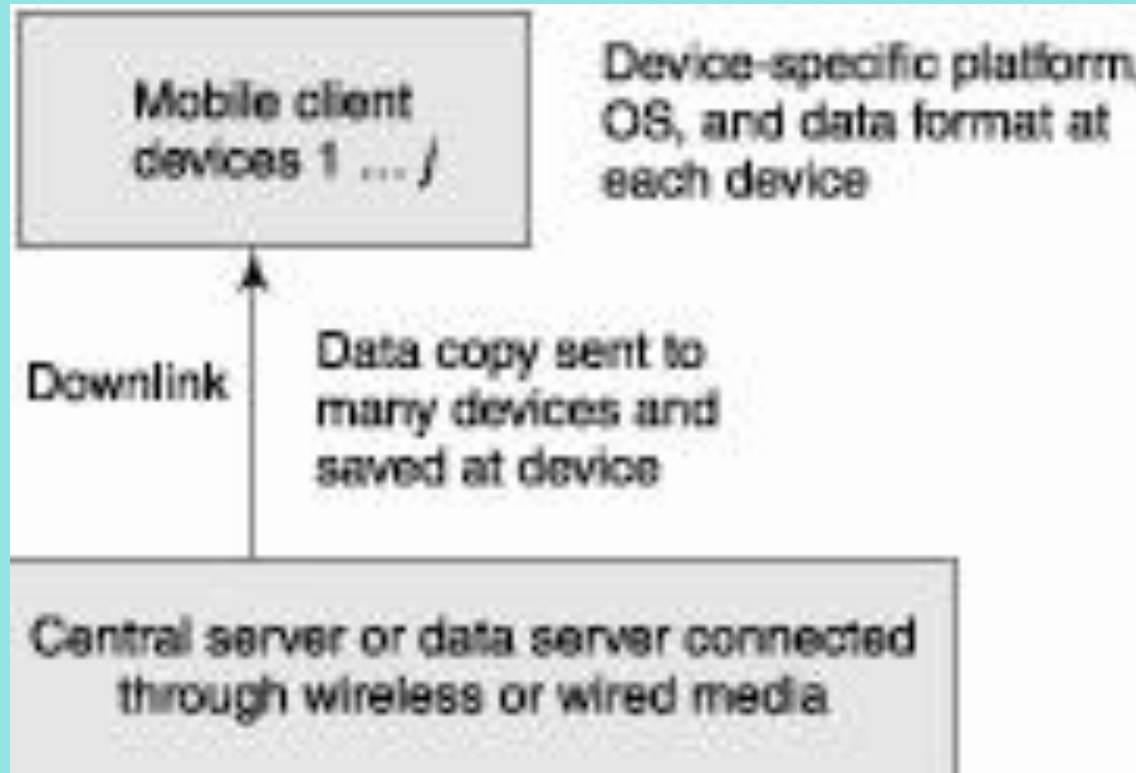 Mobile client
devices 1 ... j
Device-specific platform,
OS, and data format at
each device
Downlink
Data copy sent to
many devices and
saved at device
Central server or data server connected
through wireless or wired media